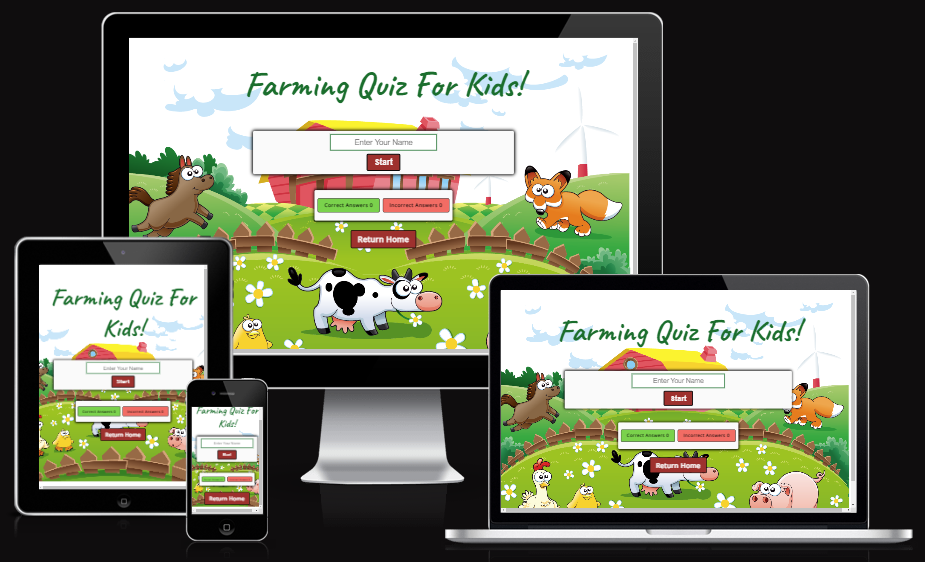 Farming Quiz For Kids!
Enter Your Name
Start
Correct Answers 0 Incorrect Answers 0
Return Home
Farming Quiz For
Kids!
Enter Your Name
Start
Correct Answers 0 Incorrect Answers 0
Return Home
Farming Quiz For
Kids!
Enter Your Name
Start
Return Home
Farming Quiz For Kids!
Enter Your Name
Start
Correct Answers 0 Incorrect Answers 0
Return Home